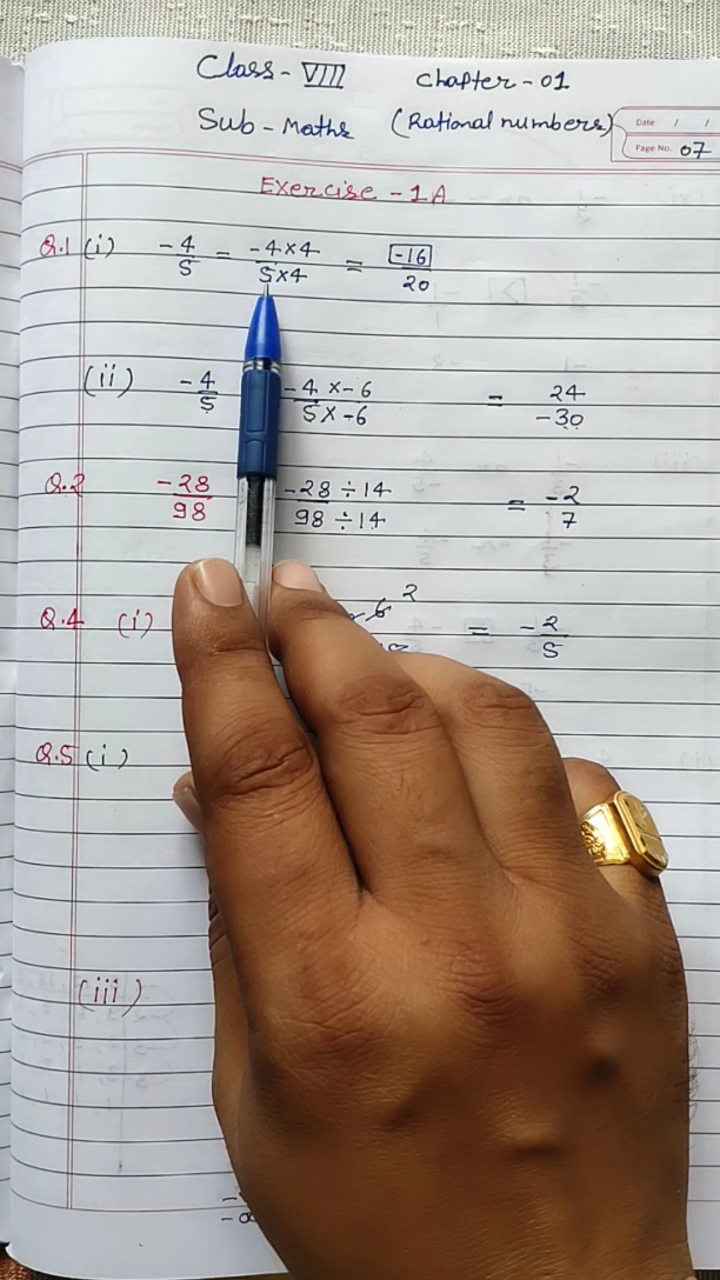 Class - VIII Chapter - 01
Sub - Maths (Rational numbers)
Date / /
Page No. 07
Exercise - 1A
Q.1 (i) -4/5 = -4×4/5×4 = -16/20
(ii) -4/5 -4×-6/5×-6 = 24/-30
Q.2 -28/98 -28÷14/98÷14 = -2/7
Q.4 (i) 6 2 = -2/5
Q.5 (i)
(iii)